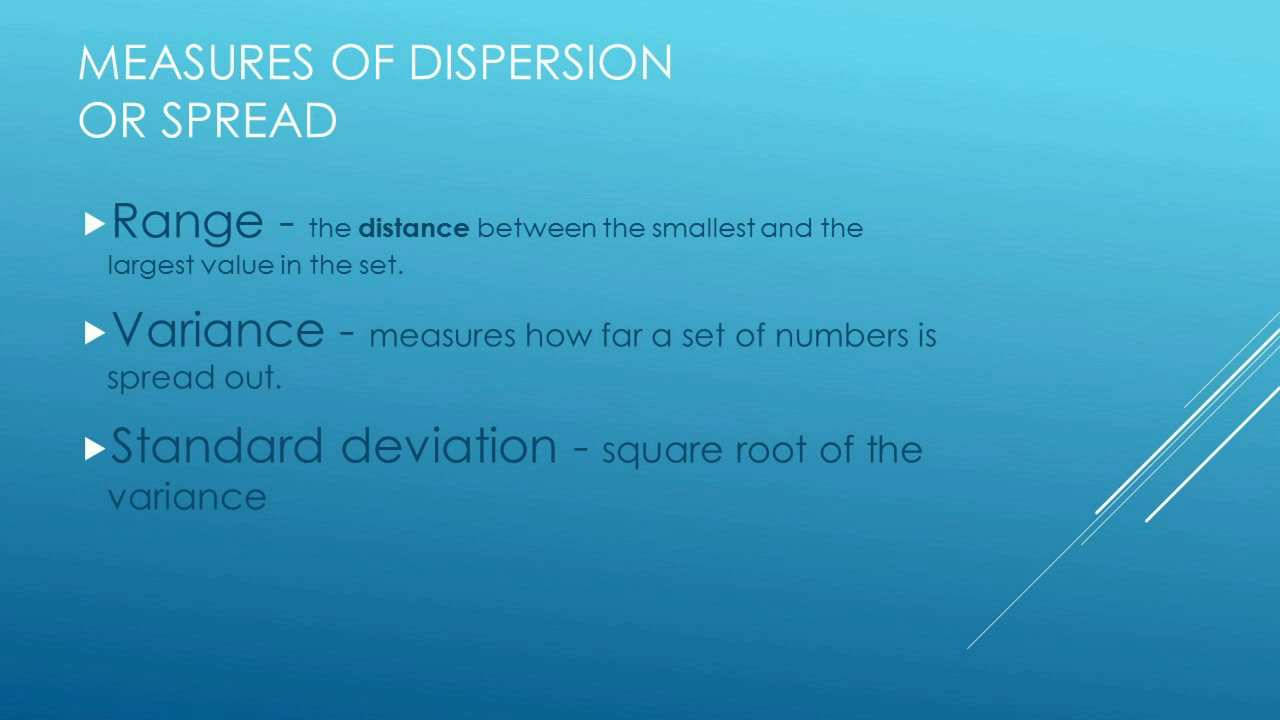 MEASURES OF DISPERSION
OR SPREAD
Range - the distance between the smallest and the
largest value in the set.
Variance - measures how far a set of numbers is
spread out.
Standard deviation - square root of the
variance